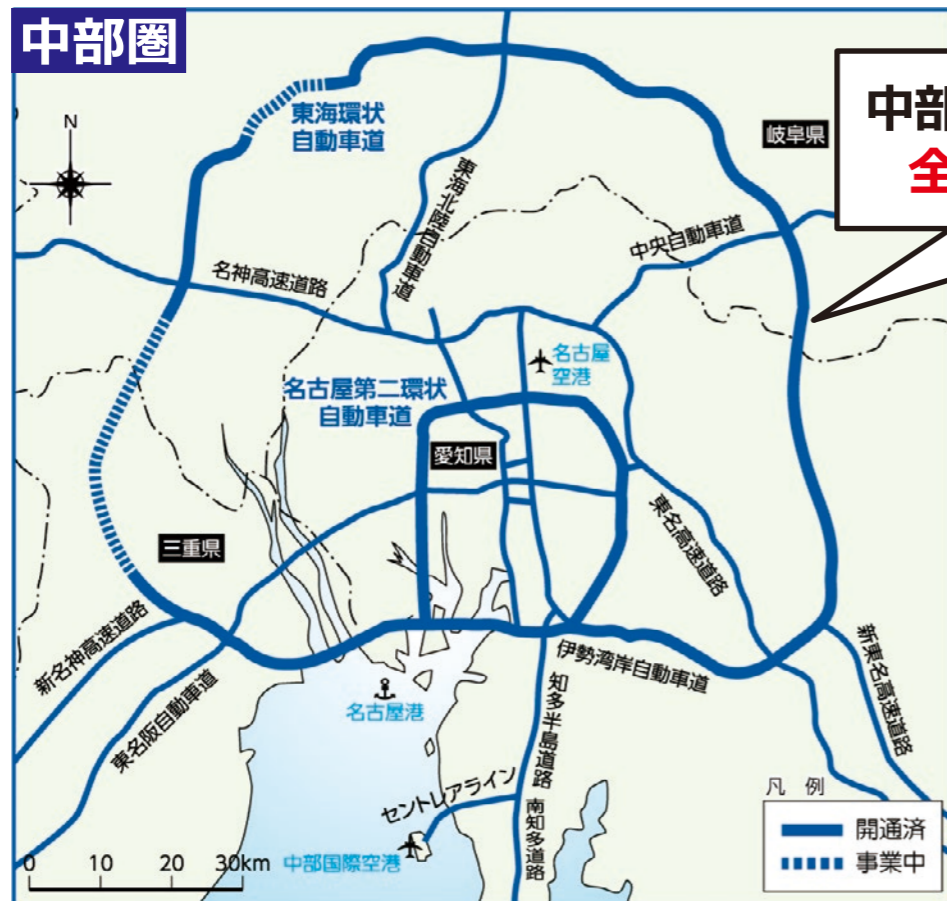 中部圏
N
東海環状
自動車道
岐阜県
中部
全
東海北陸自動車道
中央自動車道
名神高速道路
名古屋
空港
名古屋第二環状
自動車道
愛知県
東名高速道路
三重県
新名神高速道路
東名阪自動車道
伊勢湾岸自動車道
新東名高速道路
名古屋港
知多半島道路
セントレアライン
南知多道路
中部国際空港
凡 例
開通済
事業中
0 10 20 30km